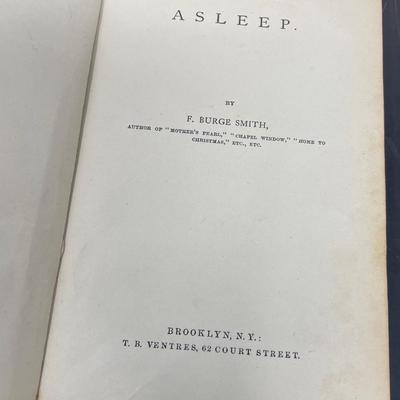 ASLEEP.
BY
F. BURGE SMITH,
AUTHOR OF "MOTHER'S PEARL," "CHAPEL WINDOW," "HOME TO
CHRISTMAS," ETC., ETC.
BROOKLYN, N.Y.:
T. B. VENTRES, 62 COURT STREET.